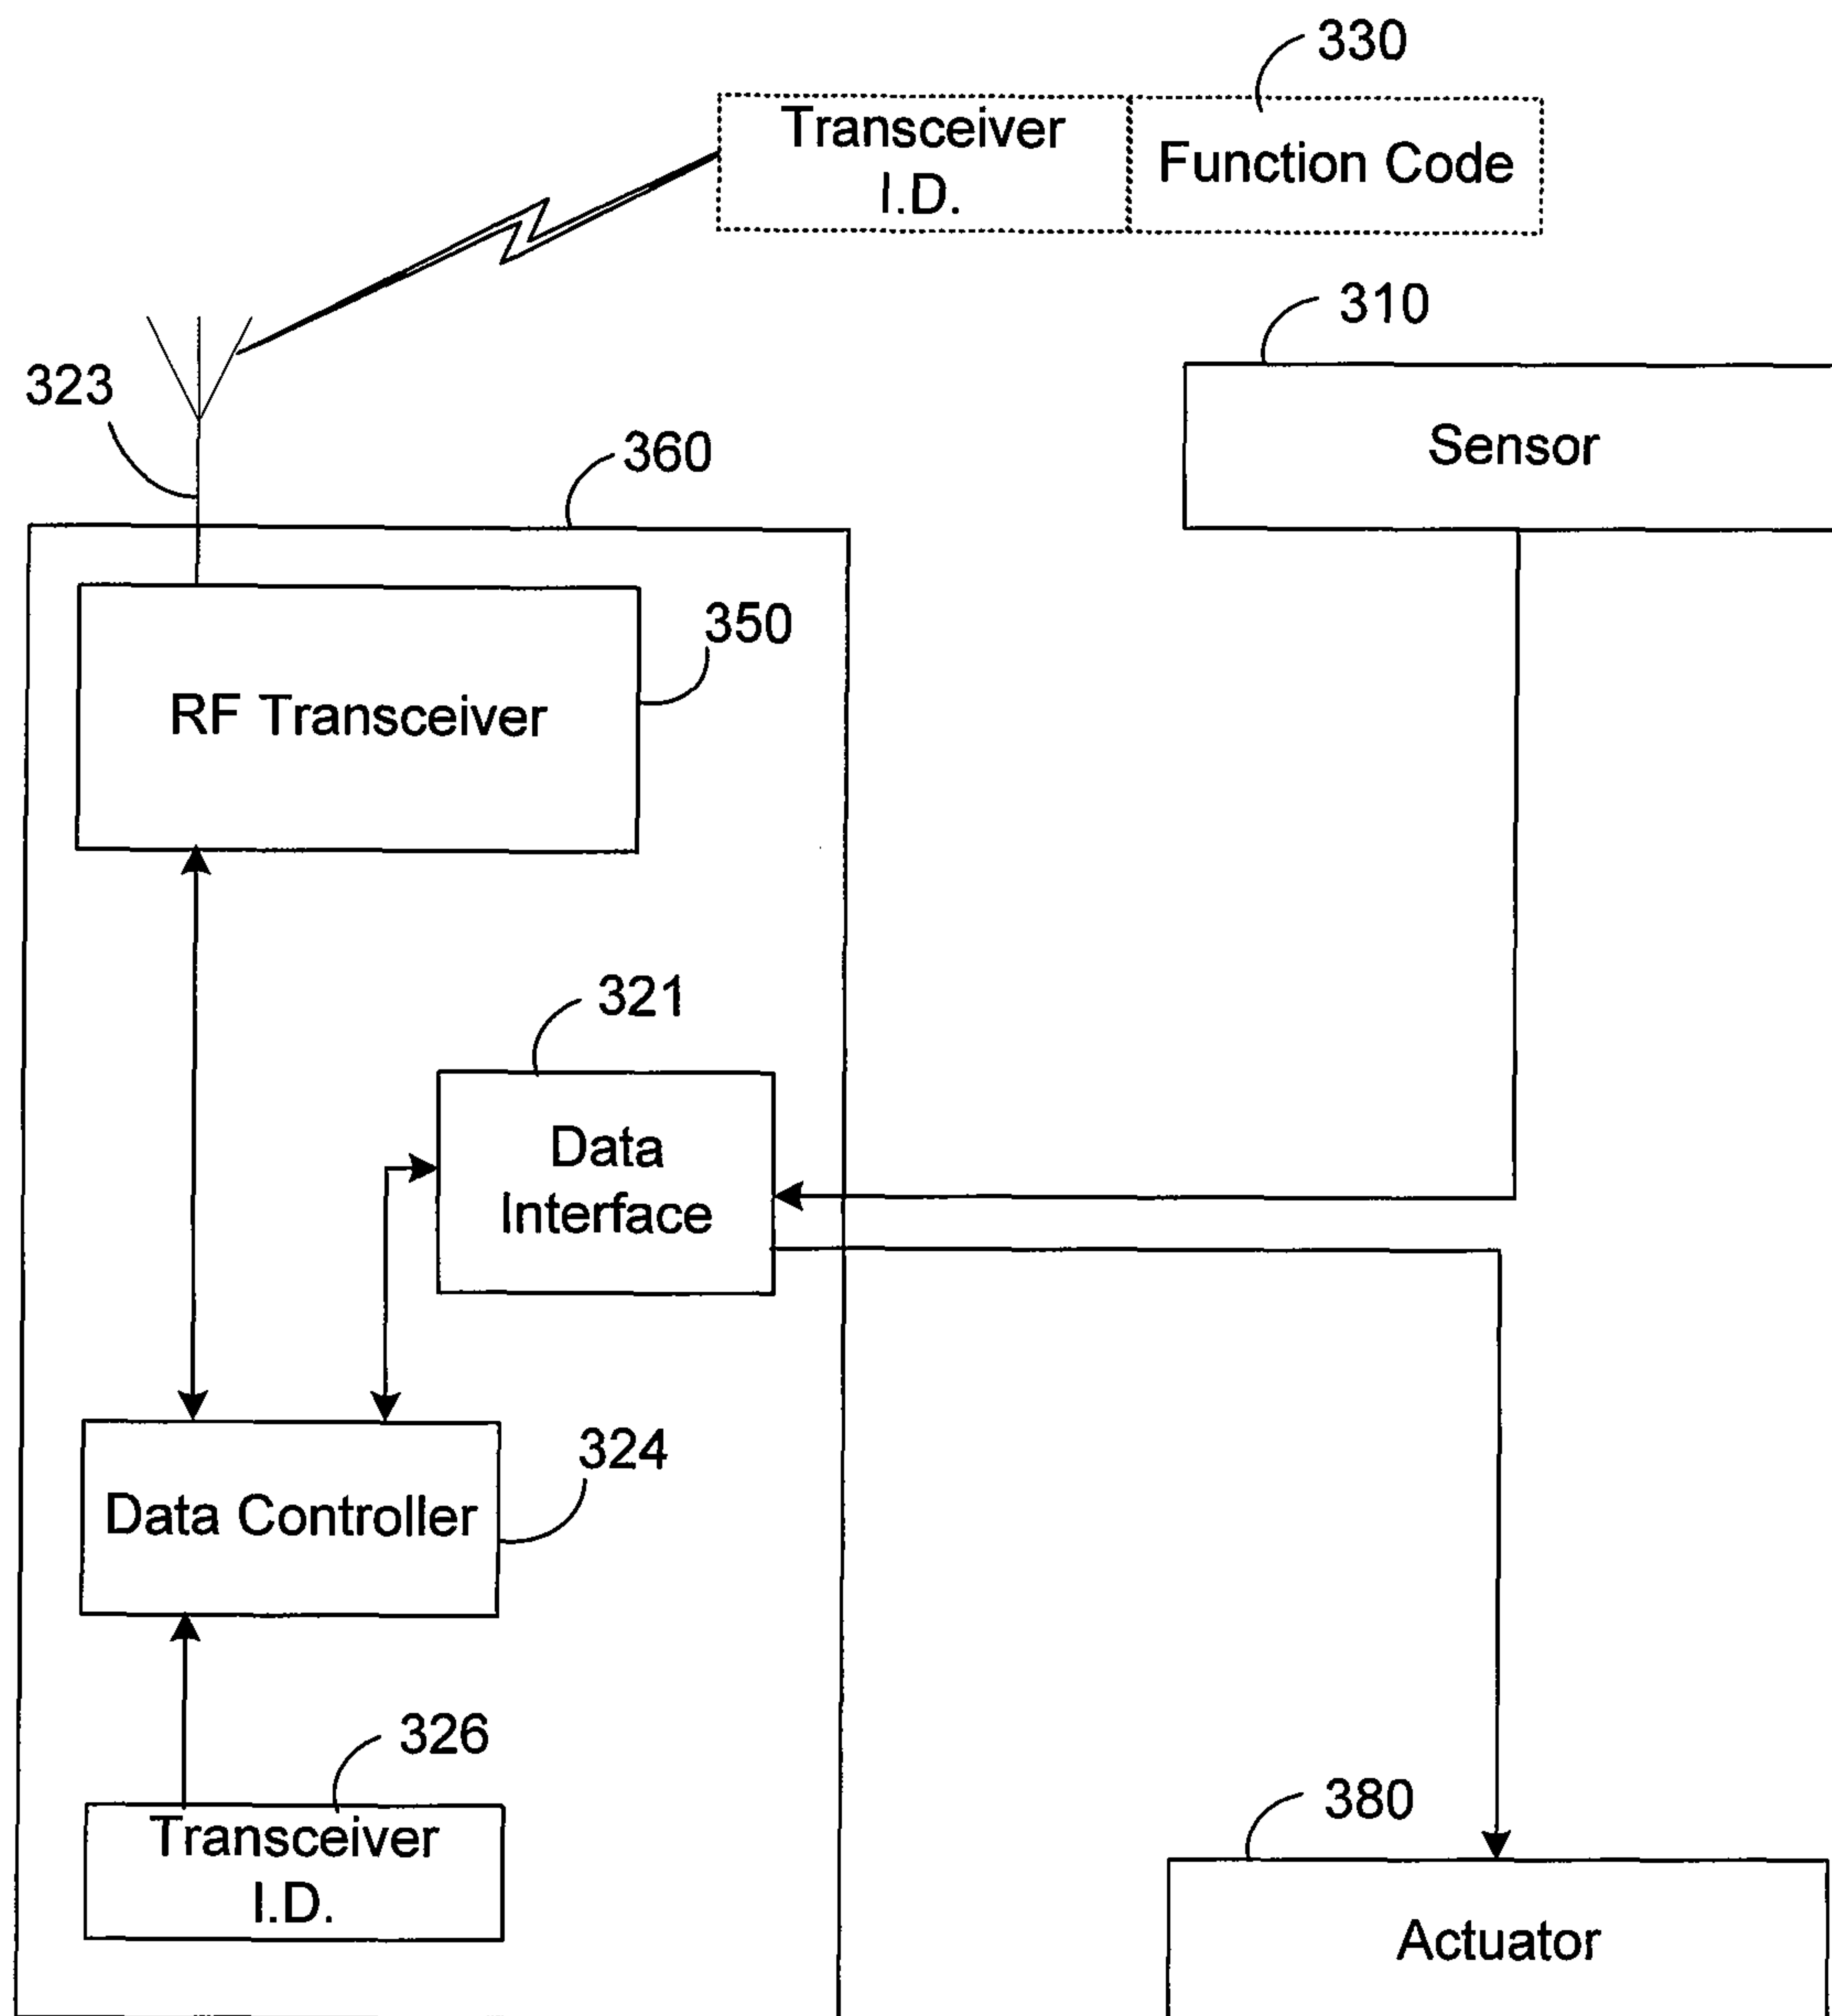 330
Transceiver
I.D.
Function Code
310
323
Sensor
360
350
RF Transceiver
321
Data
Interface
324
Data Controller
326
Transceiver
I.D.
380
Actuator